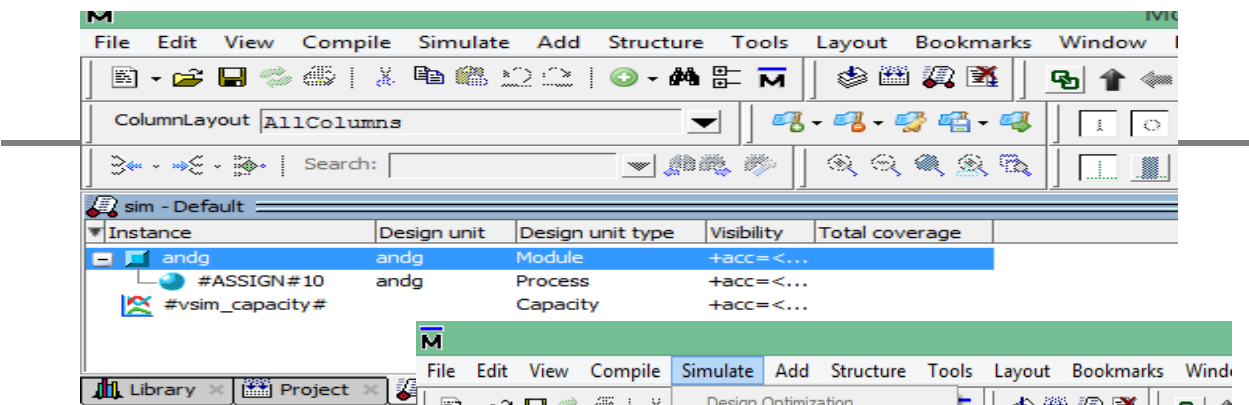 M
File Edit View Compile Simulate Add Structure Tools Layout Bookmarks Window
M
ColumnLayout AllColumns
Search:
sim - Default
Instance Design unit Design unit type Visibility Total coverage
andg andg Module +acc=<...
#ASSIGN#10 andg Process +acc=<...
#vsim_capacity# Capacity +acc=<...
Library Project
M
File Edit View Compile Simulate Add Structure Tools Layout Bookmarks
Design Optimization